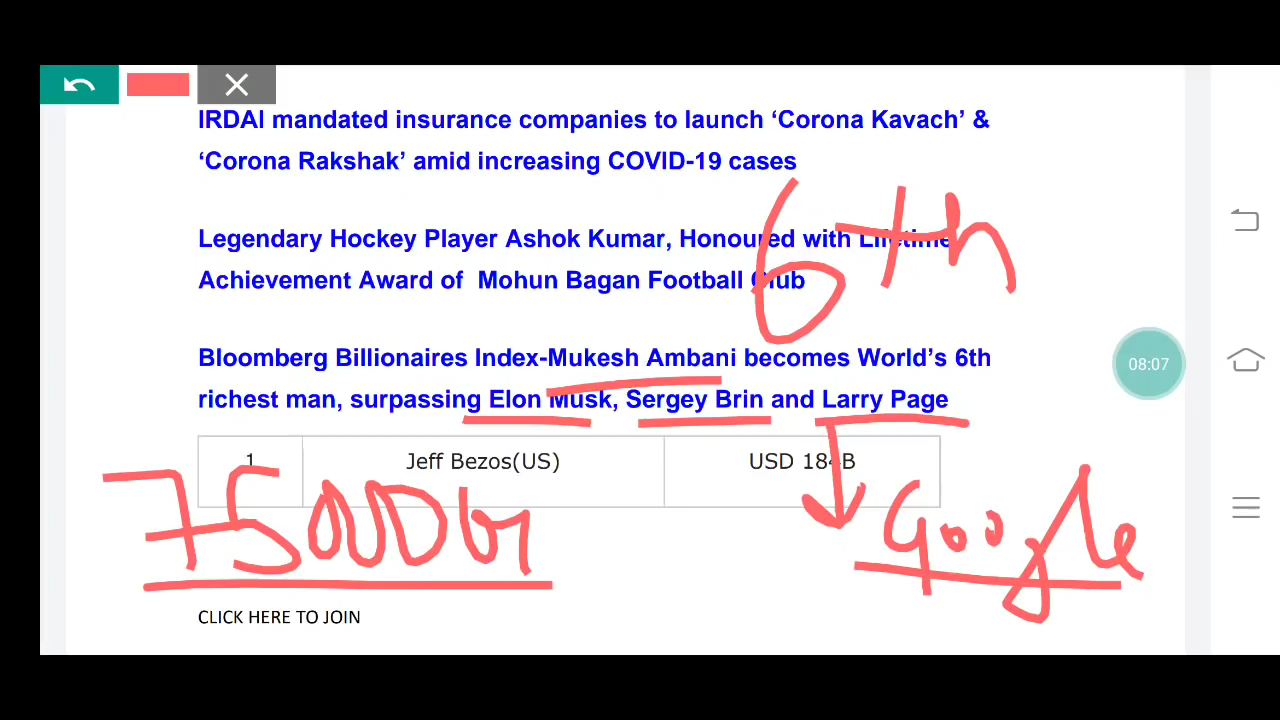 IRDAI mandated insurance companies to launch ‘Corona Kavach’ &
‘Corona Rakshak’ amid increasing COVID-19 cases
6th
Legendary Hockey Player Ashok Kumar, Honoured with Lifetime
Achievement Award of Mohun Bagan Football Club
Bloomberg Billionaires Index-Mukesh Ambani becomes World’s 6th
08:07
richest man, surpassing Elon Musk, Sergey Brin and Larry Page
1 Jeff Bezos(US) USD 184B
Google
CLICK HERE TO JOIN